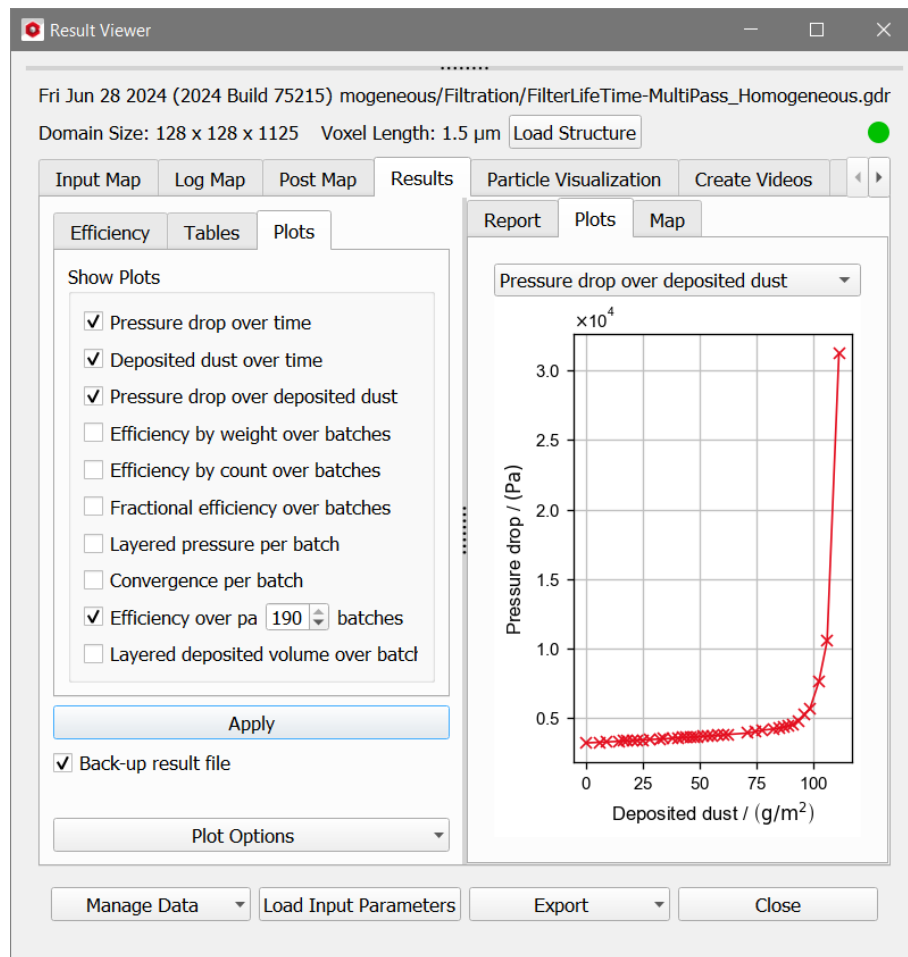 Result Viewer
Fri Jun 28 2024 (2024 Build 75215) mogeneous/Filtration/FilterLifeTime-MultiPass_Homogeneous.gdr
Domain Size: 128 x 128 x 1125 Voxel Length: 1.5 µm Load Structure
Input Map Log Map Post Map Results Particle Visualization Create Videos
Efficiency Tables Plots
Show Plots
Pressure drop over time
Deposited dust over time
Pressure drop over deposited dust
Efficiency by weight over batches
Efficiency by count over batches
Fractional efficiency over batches
Layered pressure per batch
Convergence per batch
Efficiency over pa 190 batches
Layered deposited volume over batch
Apply
Back-up result file
Plot Options
Report Plots Map
Pressure drop over deposited dust
×10⁴
3.0
2.5
2.0
1.5
1.0
0.5
Pressure drop / (Pa)
0 25 50 75 100
Deposited dust / (g/m²)
Manage Data Load Input Parameters Export Close